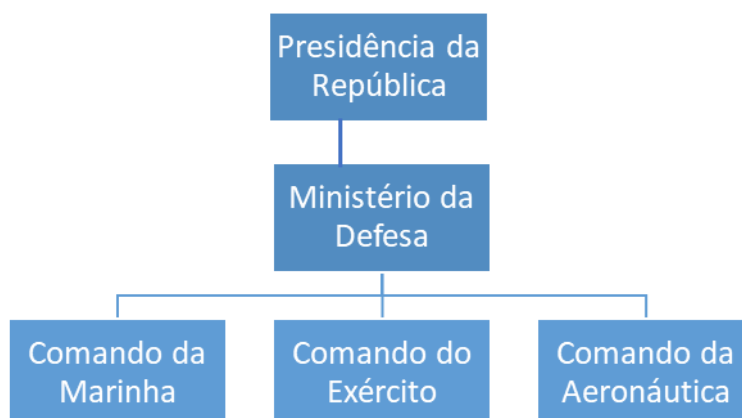 Presidência da
República
Ministério da
Defesa
Comando da
Marinha
Comando do
Exército
Comando da
Aeronáutica